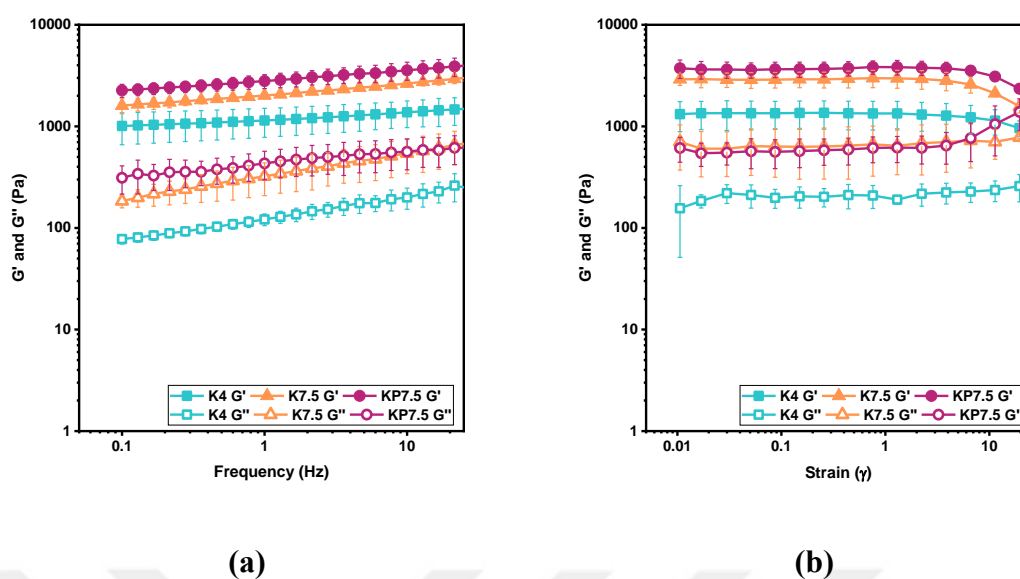 10000
1000
100
10
1
G' and G'' (Pa)
K4 G' K7.5 G' KP7.5 G'
K4 G'' K7.5 G'' KP7.5 G''
0.1 1 10
Frequency (Hz)
(a)
10000
1000
100
10
1
G' and G'' (Pa)
K4 G' K7.5 G' KP7.5 G'
K4 G'' K7.5 G'' KP7.5 G'
0.01 0.1 1 10
Strain (γ)
(b)